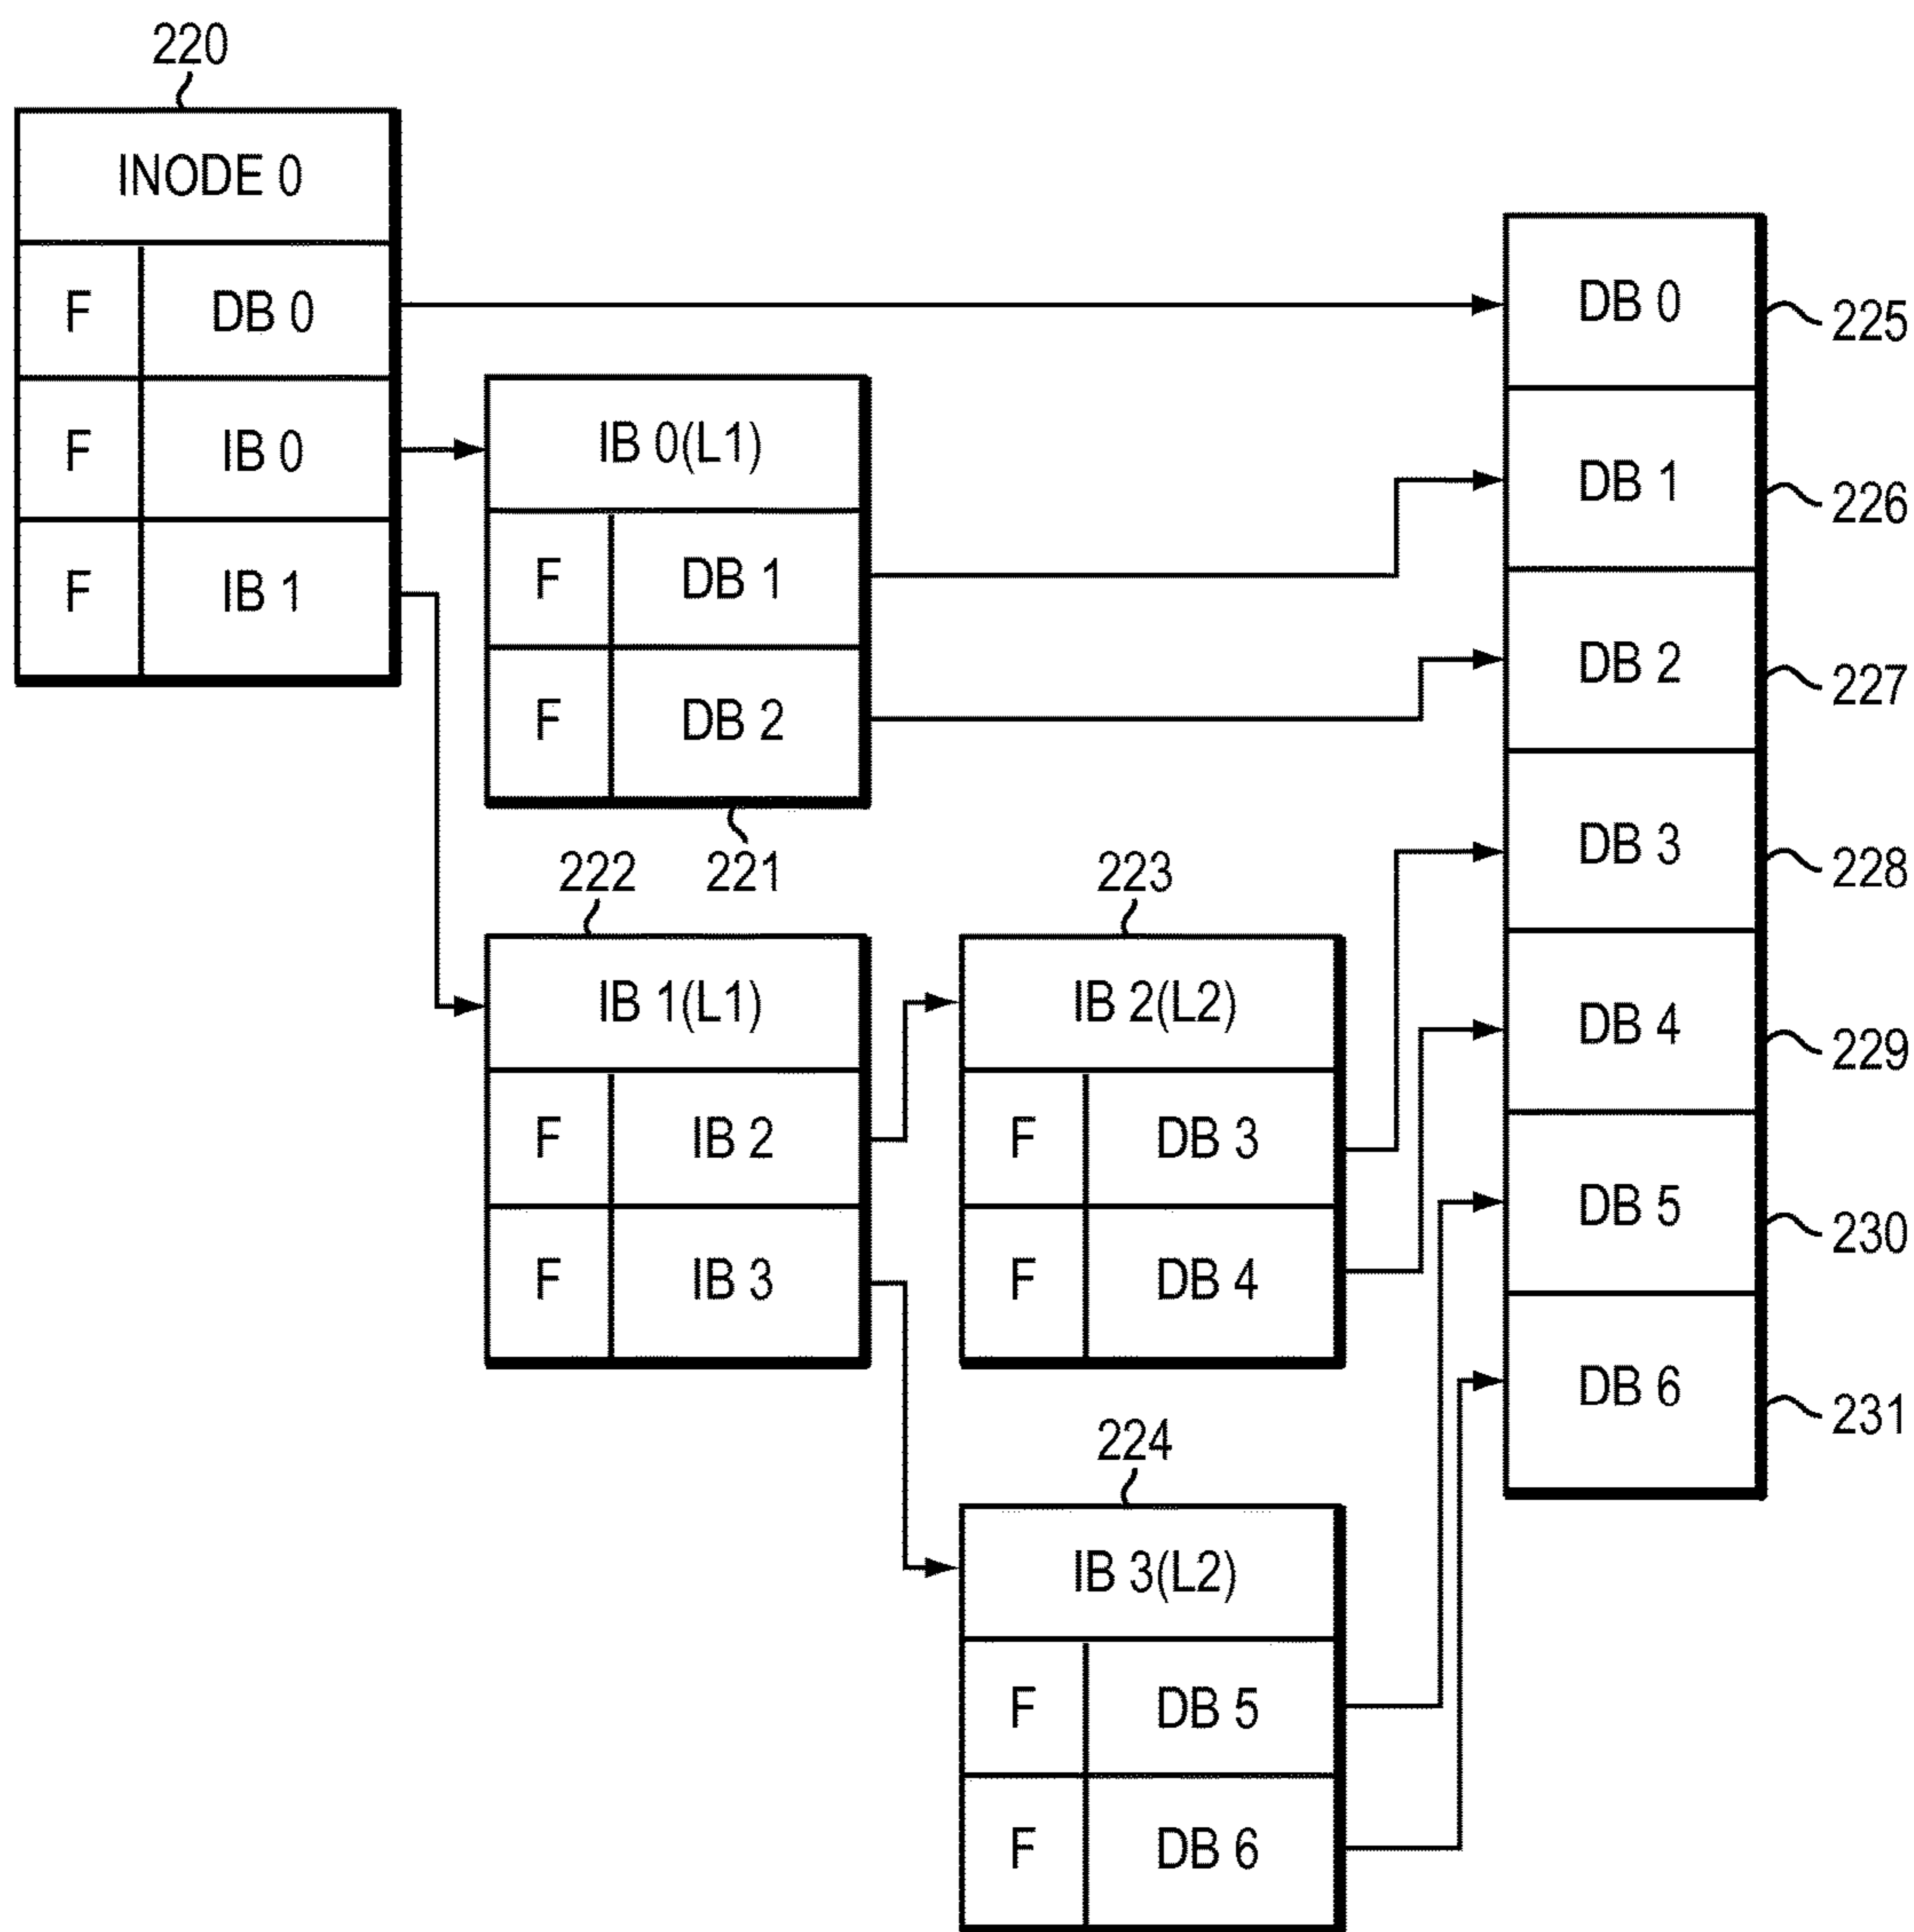 220
INODE 0
F DB 0
F IB 0
F IB 1
IB 0(L1)
F DB 1
F DB 2
221
222
IB 1(L1)
F IB 2
F IB 3
223
IB 2(L2)
F DB 3
F DB 4
224
IB 3(L2)
F DB 5
F DB 6
DB 0 225
DB 1 226
DB 2 227
DB 3 228
DB 4 229
DB 5 230
DB 6 231